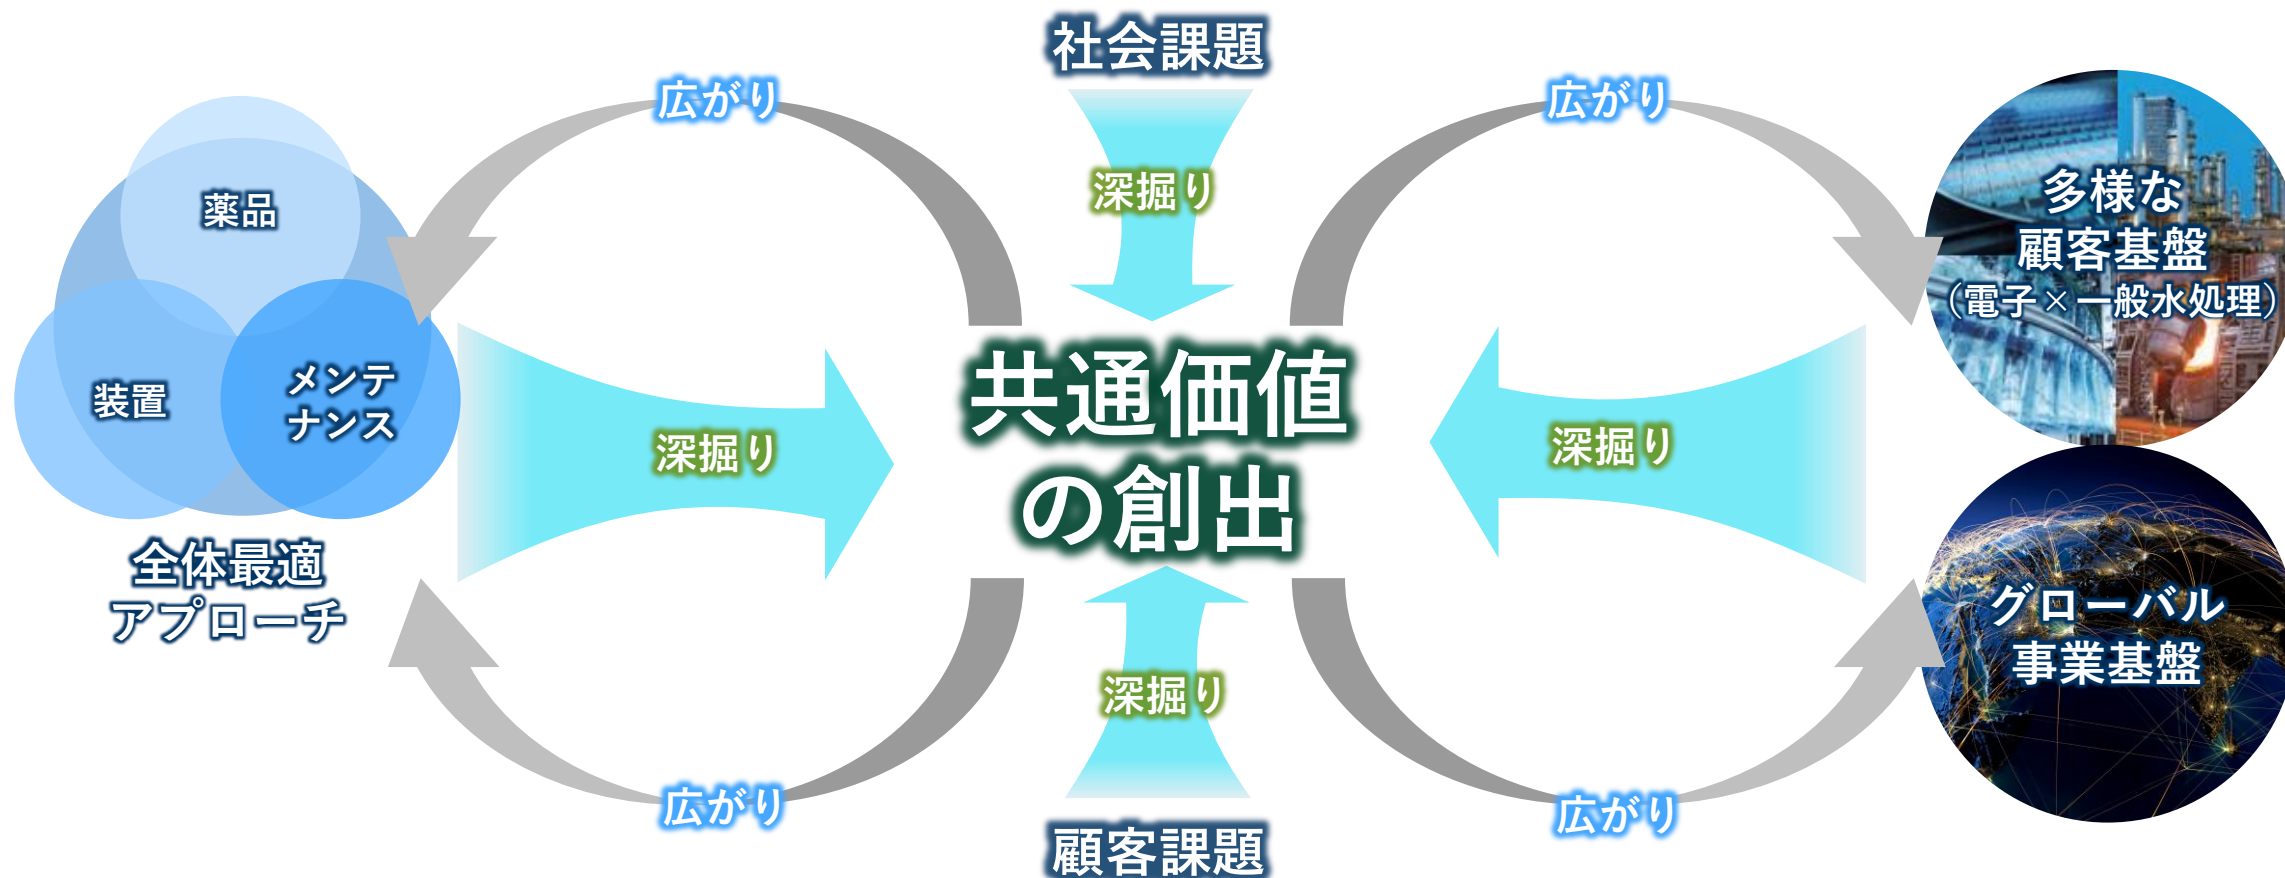 社会課題
広がり
広がり
深掘り
薬品
装置
メンテ
ナンス
全体最適
アプローチ
深掘り
共通価値
の創出
深掘り
多様な
顧客基盤
（電子×一般水処理）
グローバル
事業基盤
深掘り
広がり
広がり
顧客課題